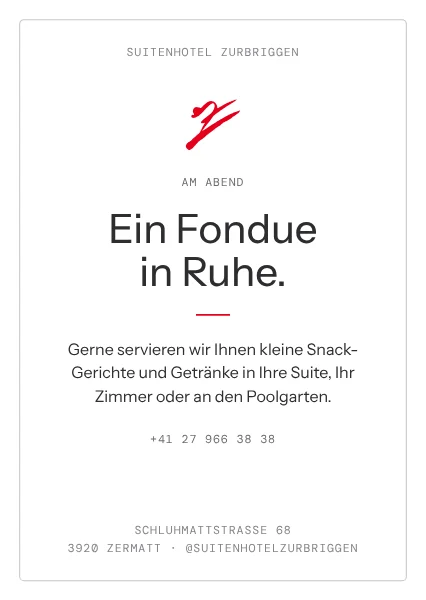 SUITENHOTEL ZURBRIGGEN
AM ABEND
Ein Fondue
in Ruhe.
Gerne servieren wir Ihnen kleine Snack-
Gerichte und Getränke in Ihre Suite, Ihr
Zimmer oder an den Poolgarten.
+41 27 966 38 38
SCHLUHMATTSTRASSE 68
3920 ZERMATT · @SUITENHOTELZURBRIGGEN